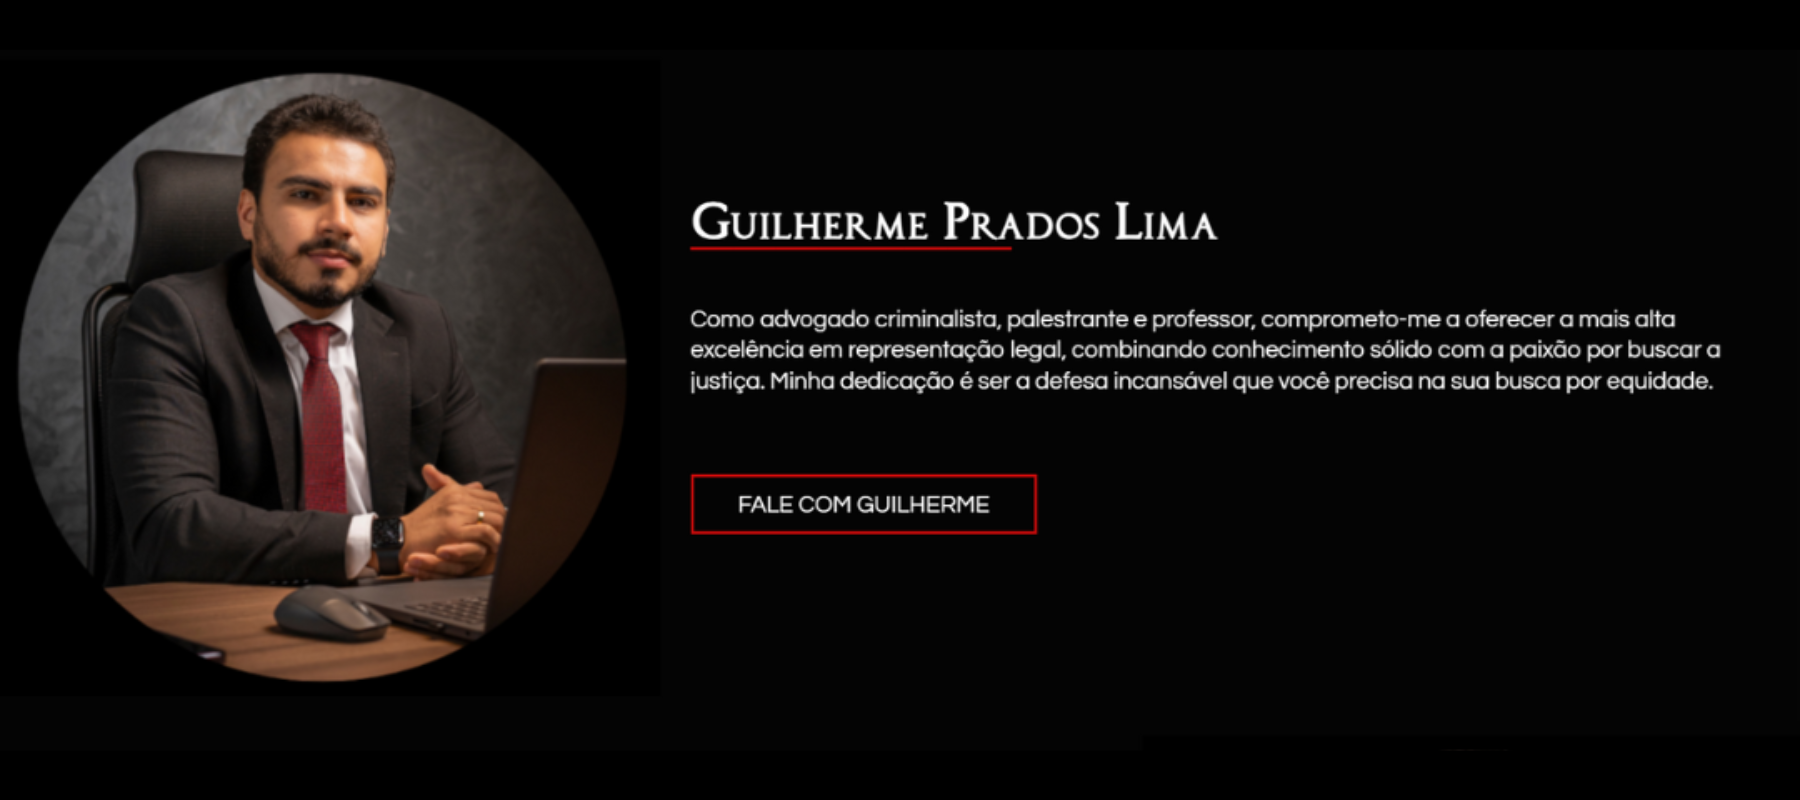 Guilherme Prados Lima
Como advogado criminalista, palestrante e professor, comprometo-me a oferecer a mais alta
excelência em representação legal, combinando conhecimento sólido com a paixão por buscar a
justiça. Minha dedicação é ser a defesa incansável que você precisa na sua busca por equidade.
FALE COM GUILHERME